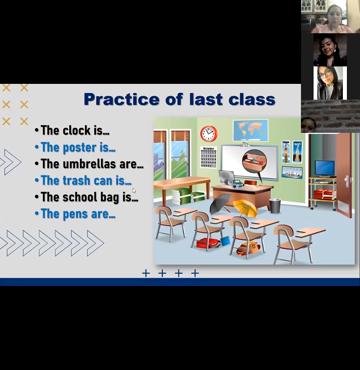 Practice of last class
• The clock is...
• The poster is...
• The umbrellas are...
• The trash can is...
• The school bag is...
• The pens are...